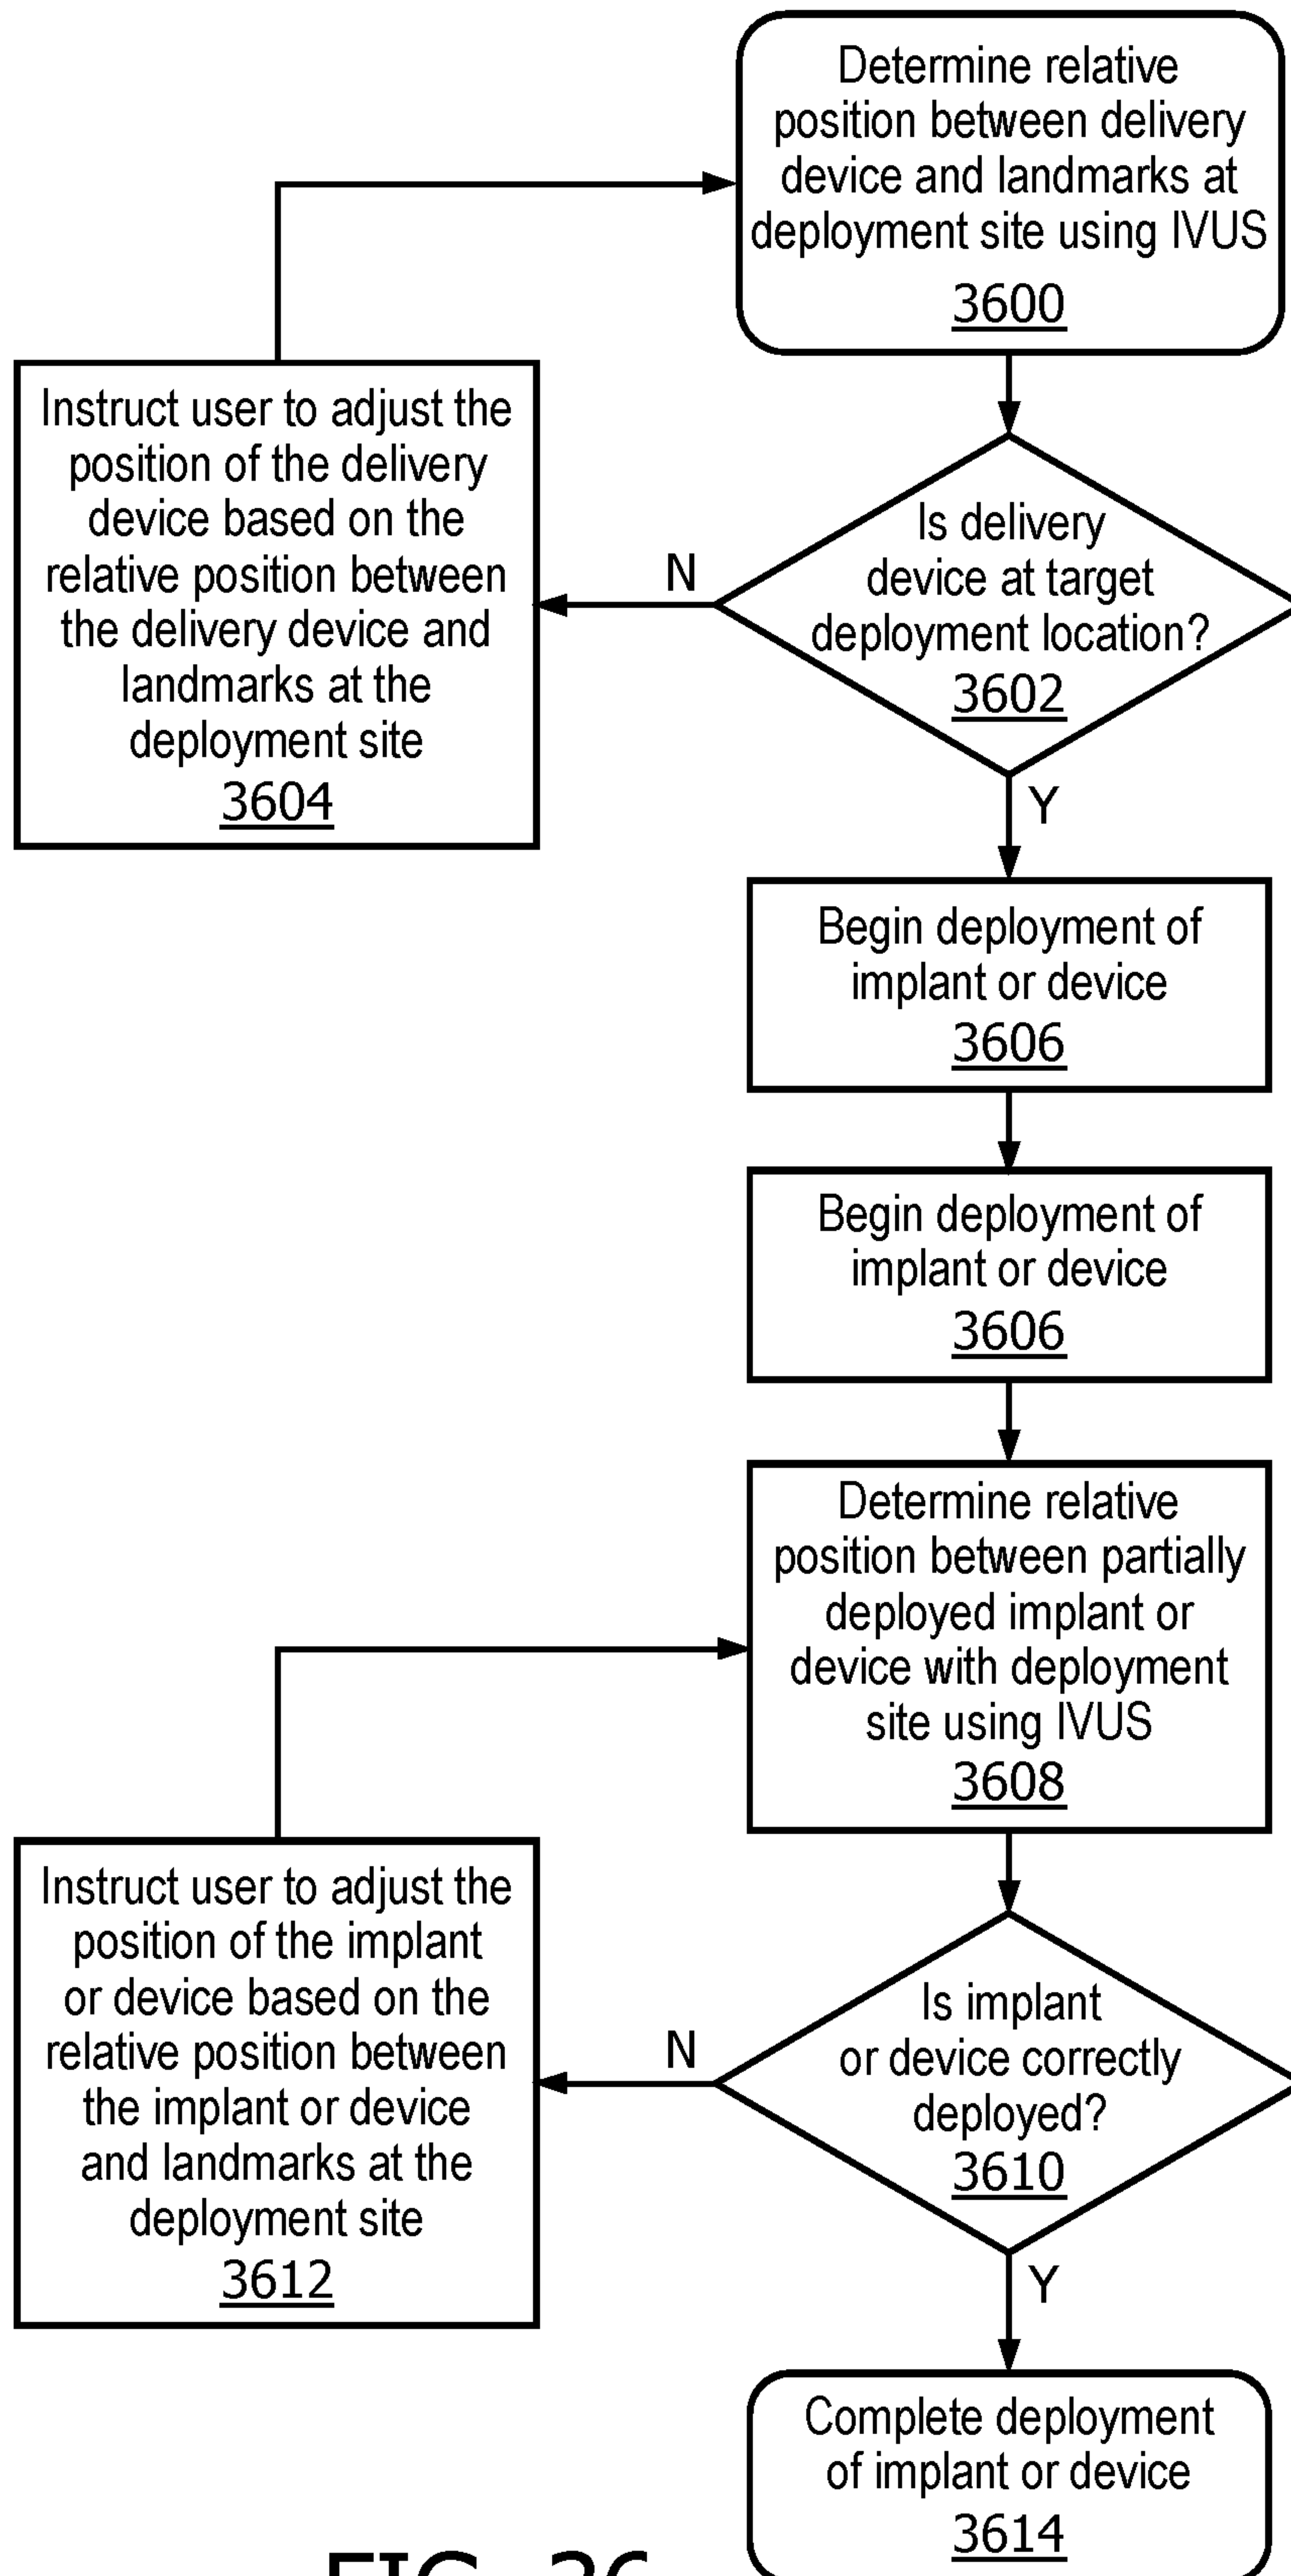 Determine relative
position between delivery
device and landmarks at
deployment site using IVUS
3600
Instruct user to adjust the
position of the delivery
device based on the
relative position between
the delivery device and
landmarks at the
deployment site
3604
N
Is delivery
device at target
deployment location?
3602
Y
Begin deployment of
implant or device
3606
Begin deployment of
implant or device
3606
Determine relative
position between partially
deployed implant or
device with deployment
site using IVUS
3608
Instruct user to adjust the
position of the implant
or device based on the
relative position between
the implant or device
and landmarks at the
deployment site
3612
N
Is implant
or device correctly
deployed?
3610
Y
Complete deployment
of implant or device
3614
FIG. 36